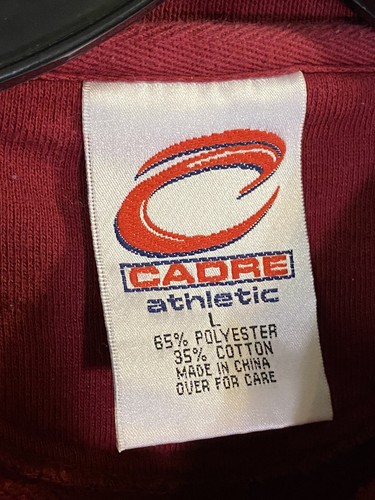 CADRE
athletic
L
65% POLYESTER
35% COTTON
MADE IN CHINA
OVER FOR CARE